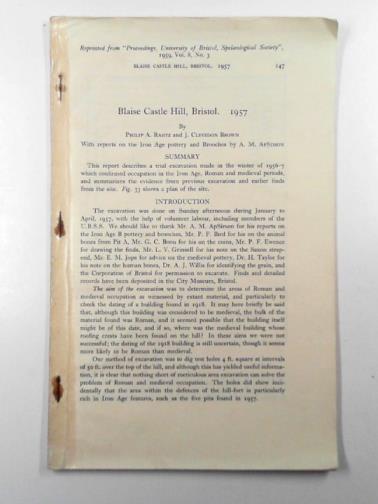 Reprinted from "Proceedings, University of Bristol, Spelæological Society",
1959, Vol. 8, No. 3
BLAISE CASTLE HILL, BRISTOL, 1957 147
Blaise Castle Hill, Bristol. 1957
By
PHILIP A. RAHTZ and J. CLEVEDON BROWN
With reports on the Iron Age pottery and Brooches by A. M. APSIMON
SUMMARY
This report describes a trial excavation made in the winter of 1956-7
which confirmed occupation in the Iron Age, Roman and medieval periods,
and summarizes the evidence from previous excavation and earlier finds
from the site. Fig. 33 shows a plan of the site.
INTRODUCTION
The excavation was done on Sunday afternoons during January to
April, 1957, with the help of volunteer labour, including members of the
U.B.S.S. We should like to thank Mr. A. M. ApSimon for his reports on
the Iron Age B pottery and brooches, Mr. P. F. Bird for his on the animal
bones from Pit A, Mr. G. C. Boon for his on the coins, Mr. P. F. Ewence
for drawing the finds, Mr. L. V. Grinsell for his note on the Saxon strap-
end, Mr. E. M. Jope for advice on the medieval pottery, Dr. H. Taylor for
his note on the human bones, Dr. A. J. Willis for identifying the grain, and
the Corporation of Bristol for permission to excavate. Finds and detailed
records have been deposited in the City Museum, Bristol.
The aim of the excavation was to determine the areas of Roman and
medieval occupation as witnessed by extant material, and particularly to
check the dating of a building found in 1918. It may here briefly be said
that, although this building was considered to be medieval, the bulk of the
material found was Roman, and it seemed possible that the building itself
might be of this date, and if so, where was the medieval building whose
roofing crests have been found on the hill? In these aims we were not
successful; the dating of the 1918 building is still uncertain, though it seems
more likely to be Roman than medieval.
Our method of excavation was to dig test holes 4 ft. square at intervals
of 50 ft. over the top of the hill, and although this has yielded useful informa-
tion, it is clear that nothing short of meticulous area excavation can solve the
problem of Roman and medieval occupation. The holes did show inci-
dentally that the area within the defences of the hill-fort is particularly
rich in Iron Age features, such as the five pits found in 1957.